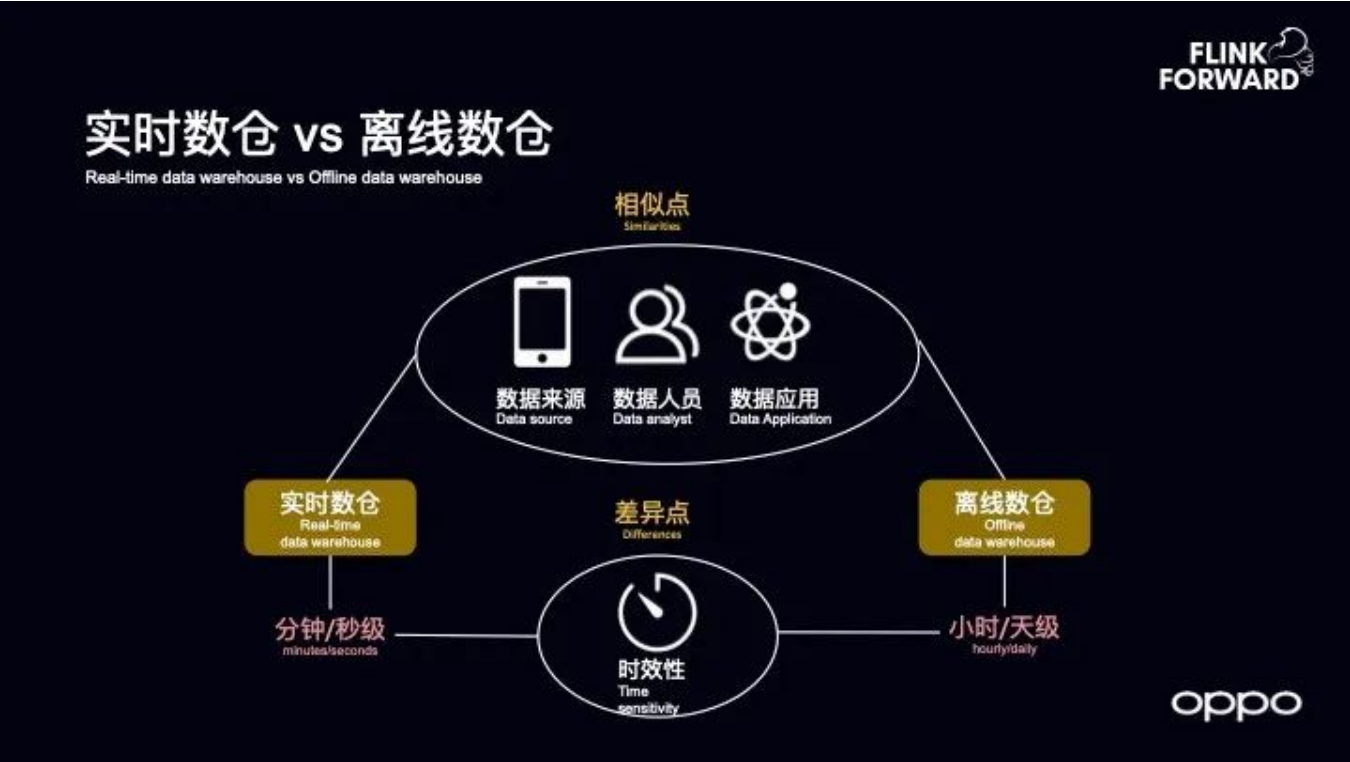 FLINK
FORWARD
实时数仓 vs 离线数仓
Real-time data warehouse vs Offline data warehouse
相似点
Similarities
数据来源
Data source
数据人员
Data analyst
数据应用
Data Application
实时数仓
Real-time
data warehouse
差异点
Differences
离线数仓
Offline
data warehouse
分钟/秒级
minutes/seconds
时效性
Time
sensitivity
小时/天级
hourly/daily
oppo